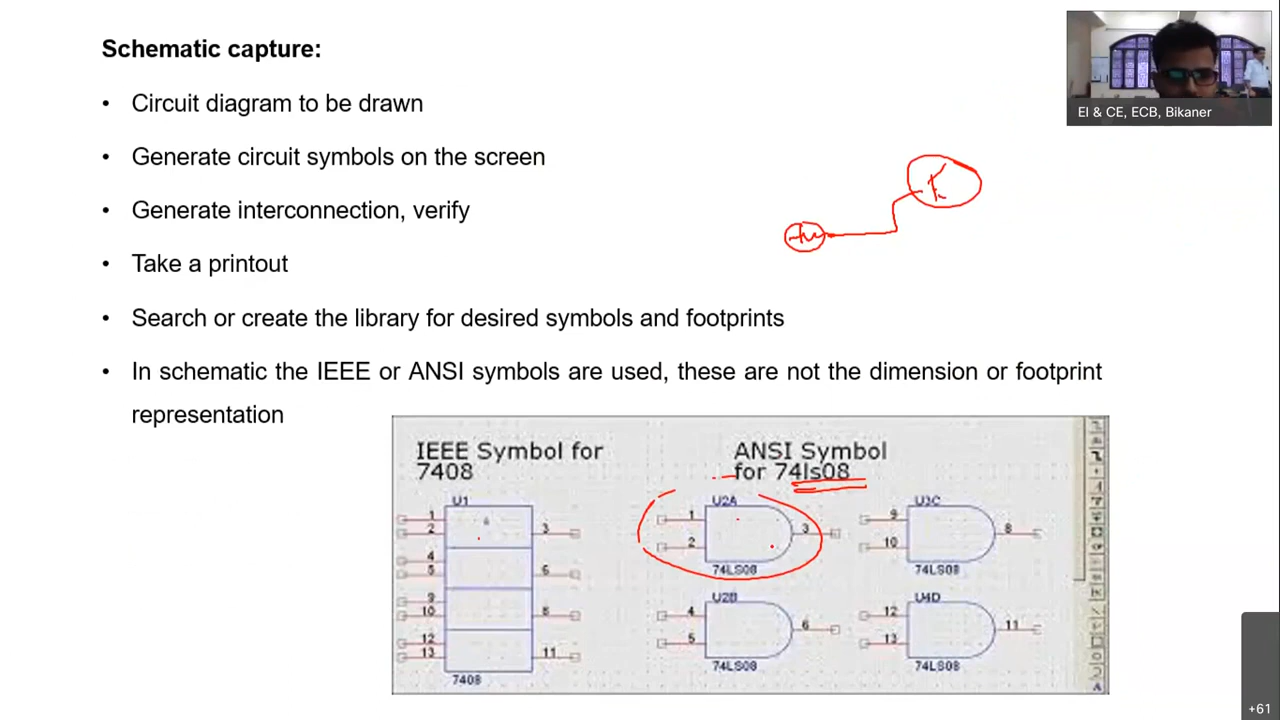 Schematic capture:
• Circuit diagram to be drawn
• Generate circuit symbols on the screen
• Generate interconnection, verify
• Take a printout
• Search or create the library for desired symbols and footprints
• In schematic the IEEE or ANSI symbols are used, these are not the dimension or footprint
representation
EI & CE, ECB, Bikaner
IEEE Symbol for
7408
U1
1
2
3
4
5
6
9
10
8
12
13
11
7408
ANSI Symbol
for 74ls08
U2A
1
2
3
74LS08
U3C
9
10
8
74LS08
U2B
4
5
6
74LS08
U4D
12
13
11
74LS08
+61